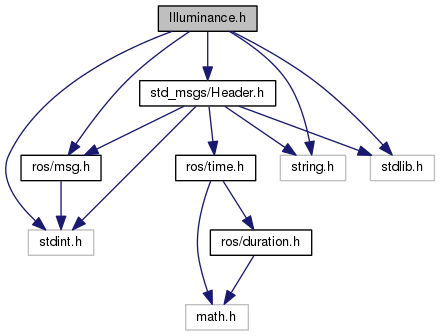 Illuminance.h
std_msgs/Header.h
ros/msg.h
ros/time.h
string.h
stdlib.h
stdint.h
ros/duration.h
math.h